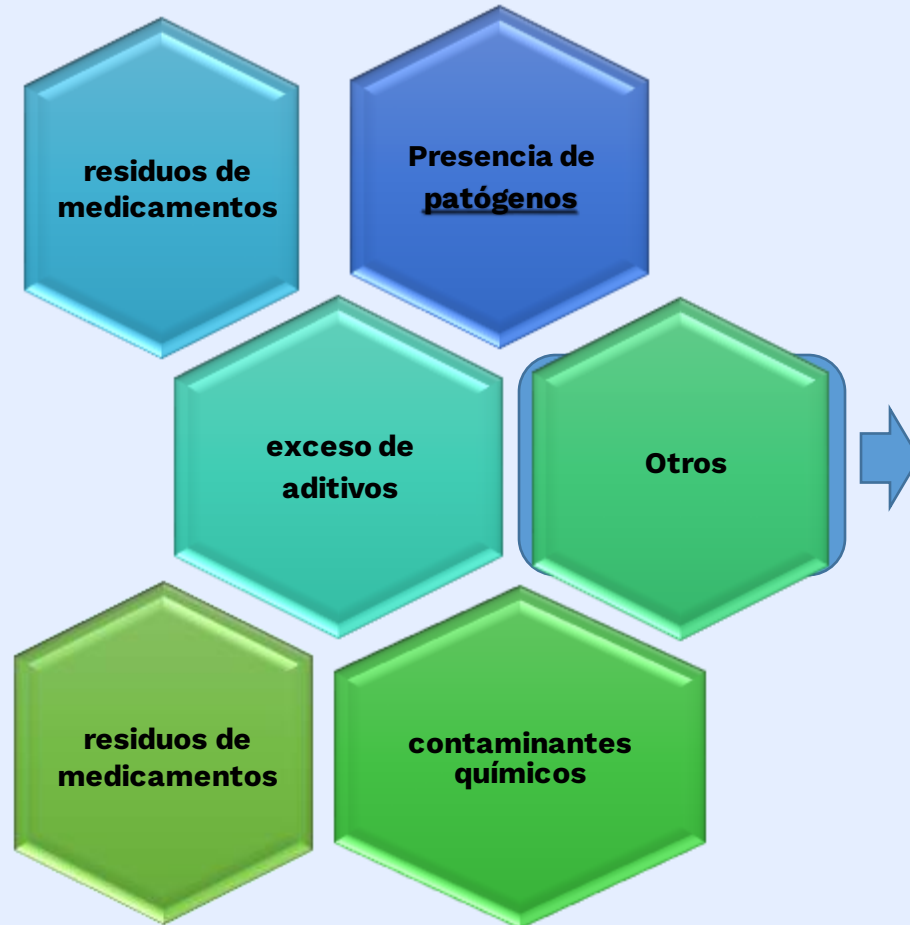 residuos de
medicamentos
Presencia de
patógenos
exceso de
aditivos
Otros
residuos de
medicamentos
contaminantes
químicos